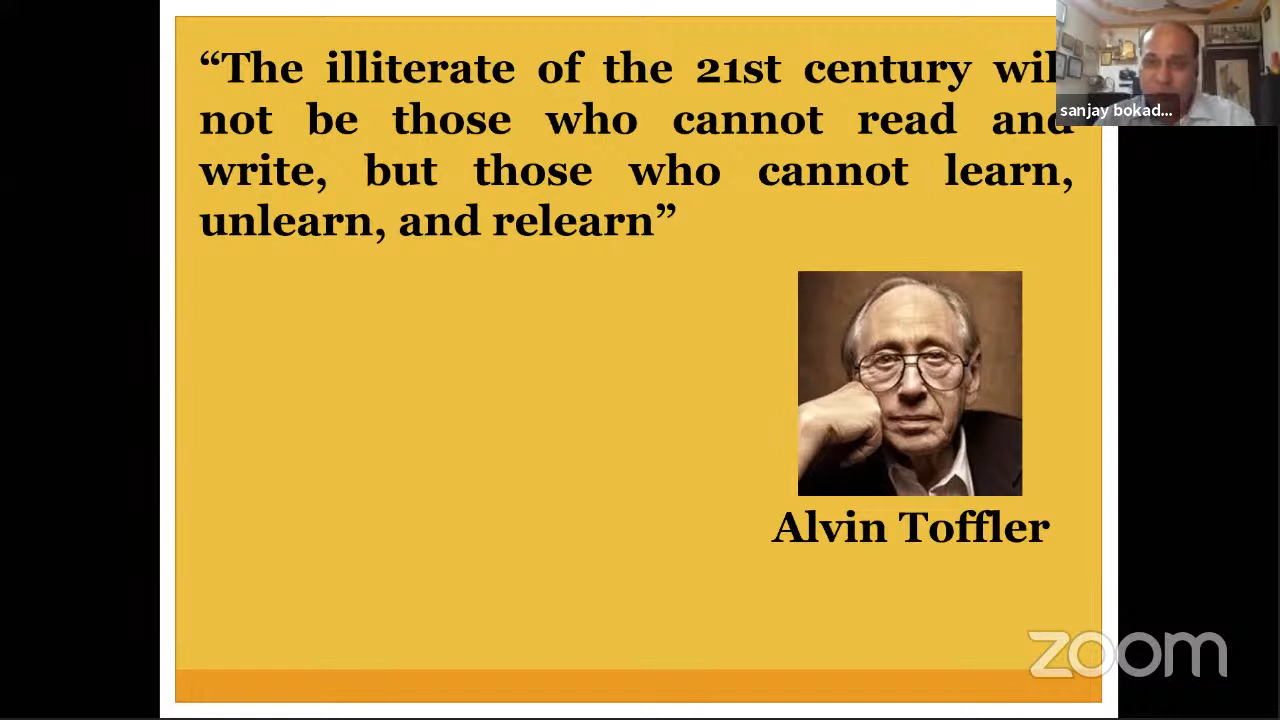 “The illiterate of the 21st century will
not be those who cannot read and
write, but those who cannot learn,
unlearn, and relearn”
sanjay bokad...
Alvin Toffler
zoom